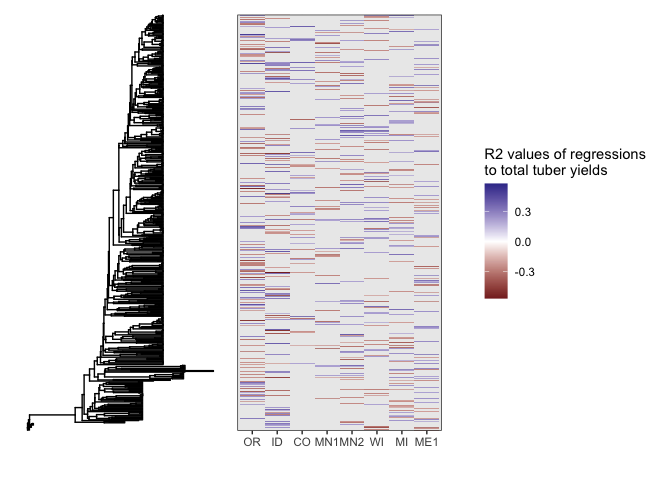 R2 values of regressions
to total tuber yields
0.3
0.0
-0.3
OR ID CO MN1 MN2 WI MI ME1